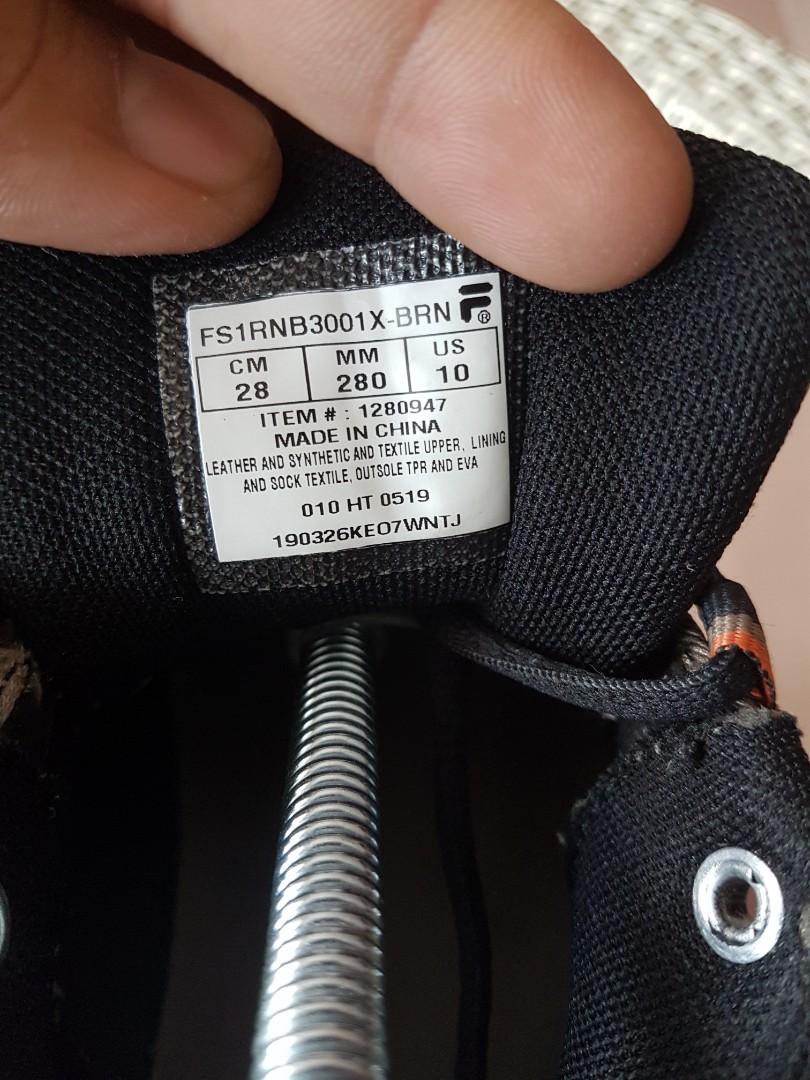 FS1RNB3001X-BRN F®
CM MM US
28 280 10
ITEM # : 1280947
MADE IN CHINA
LEATHER AND SYNTHETIC AND TEXTILE UPPER, LINING
AND SOCK TEXTILE, OUTSOLE TPR AND EVA
010 HT 0519
190326KEO7WNTJ